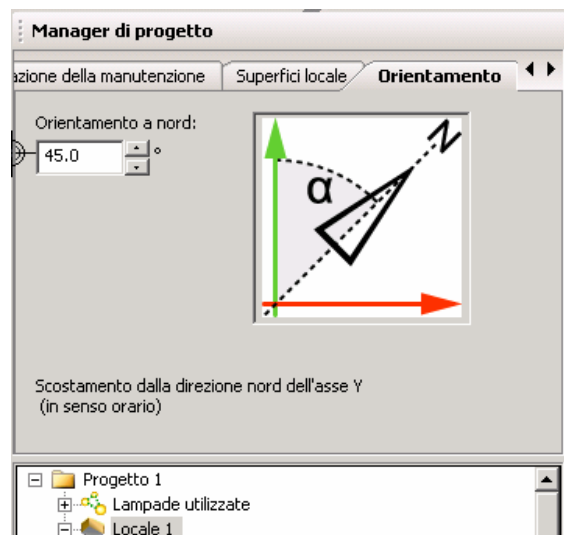 Manager di progetto
azione della manutenzione Superfici locale Orientamento
Orientamento a nord:
45.0 °
α
N
Scostamento dalla direzione nord dell'asse Y
(in senso orario)
Progetto 1
Lampade utilizzate
Locale 1